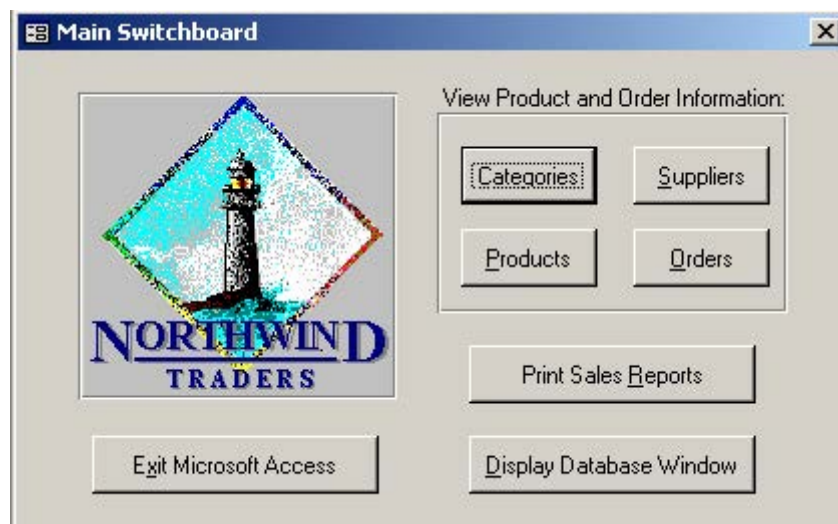 Main Switchboard
View Product and Order Information:
Categories
Suppliers
Products
Orders
NORTHWIND
TRADERS
Print Sales Reports
Exit Microsoft Access
Display Database Window